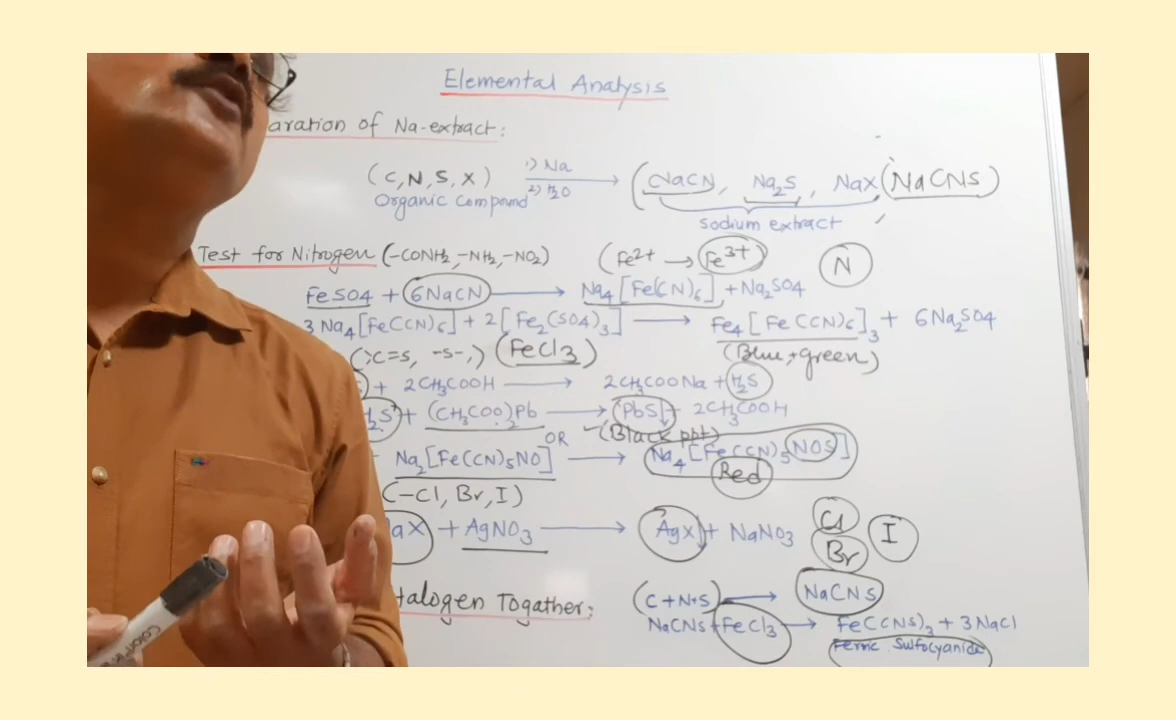 Elemental Analysis
aration of Na-extract:
(C, N, S, X) 1) Na 2) H2O → (NaCN, Na2S, NaX (NaCNS)
Organic compound
sodium extract
Test for Nitrogen (-CONH2, -NH2, -NO2) (Fe2+ → Fe3+) N
FeSO4 + 6NaCN → Na4[Fe(CN)6] + Na2SO4
3 Na4[Fe(CN)6] + 2[Fe2(SO4)3] → Fe4[Fe(CN)6]3 + 6Na2SO4
(>C=S, -S-,) (FeCl3) (Blue + green)
+ 2CH3COOH → 2CH3COONa + H2S
2S + (CH3COO)2Pb → PbS↓ + 2CH3COOH
OR (Black ppt)
Na2[Fe(CN)5NO] → Na4[Fe(CN)5NOS]
Red
(-Cl, Br, I)
aX + AgNO3 → AgX↓ + NaNO3 Cl Br I
Halogen Togather: (C+N+S) → NaCNS
NaCNS + FeCl3 → Fe(CNS)3 + 3NaCl
Ferric Sulfocyanide